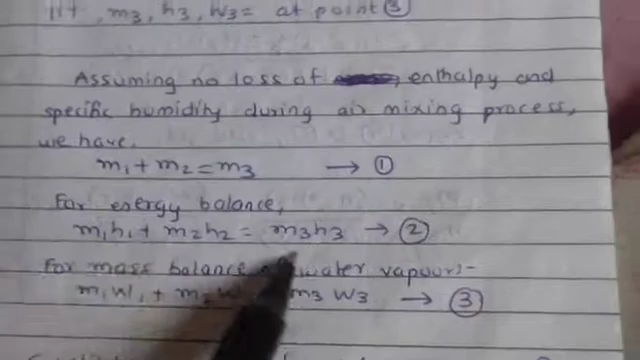 , m3, h3, W3 = at point ③
Assuming no loss of enthalpy and
specific humidity during air mixing process,
we have,
m1 + m2 = m3 → ①
For energy balance,
m1h1 + m2h2 = m3h3 → ②
For mass balance water vapour:-
m1W1 + m2 m3 W3 → ③